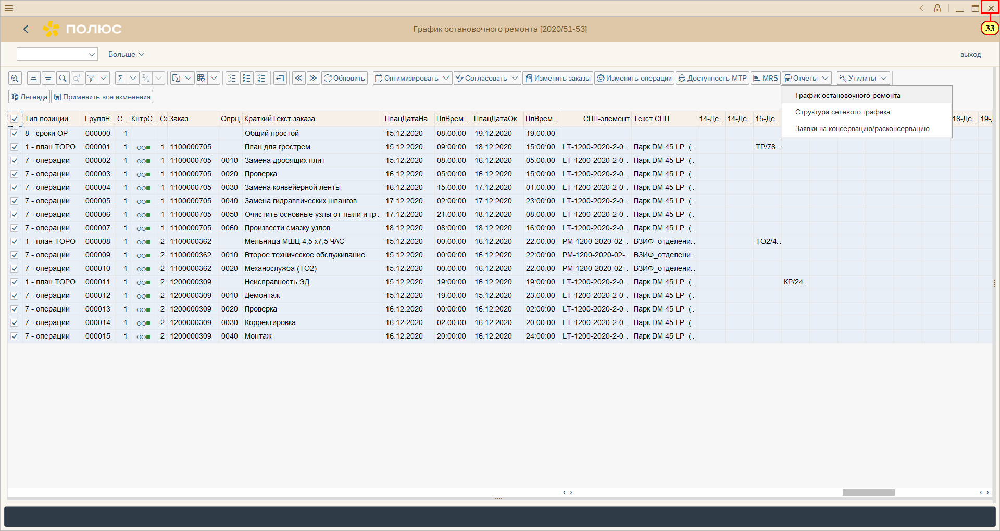 33
ПОЛЮС
График остановочного ремонта [2020/51-53]
Больше
выход
Обновить Оптимизировать Согласовать Изменить заказы Изменить операции Доступность МТР MRS Отчеты Утилиты
Легенда Применить все изменения
График остановочного ремонта
Структура сетевого графика
Заявки на консервацию/расконсервацию
Тип позиции ГруппН... С... КнтрС... Сс Заказ Опрц КраткийТекст заказа ПланДатаНа ПлВрем... ПланДатаОк ПлВрем... СПП-элемент Текст СПП 14-Де... 14-Де... 15-Де... 18-Де... 19-
8 - сроки ОР 000000 1 Общий простой 15.12.2020 08:00:00 19.12.2020 19:00:00
1 - план ТОРО 000001 1 1 1100000705 План для грострем 15.12.2020 09:00:00 18.12.2020 15:00:00 LT-1200-2020-2-0... Парк DM 45 LP (... ТР/78...
7 - операции 000002 1 1 1100000705 0010 Замена дробящих плит 15.12.2020 08:00:00 16.12.2020 05:00:00 LT-1200-2020-2-0... Парк DM 45 LP (...
7 - операции 000003 1 1 1100000705 0020 Проверка 16.12.2020 05:00:00 16.12.2020 15:00:00 LT-1200-2020-2-0... Парк DM 45 LP (...
7 - операции 000004 1 1 1100000705 0030 Замена конвейерной ленты 16.12.2020 15:00:00 17.12.2020 01:00:00 LT-1200-2020-2-0... Парк DM 45 LP (...
7 - операции 000005 1 1 1100000705 0040 Замена гидравлических шлангов 17.12.2020 02:00:00 17.12.2020 23:00:00 LT-1200-2020-2-0... Парк DM 45 LP (...
7 - операции 000006 1 1 1100000705 0050 Очистить основные узлы от пыли и гр... 17.12.2020 21:00:00 18.12.2020 08:00:00 LT-1200-2020-2-0... Парк DM 45 LP (...
7 - операции 000007 1 1 1100000705 0060 Произвести смазку узлов 18.12.2020 08:00:00 18.12.2020 16:00:00 LT-1200-2020-2-0... Парк DM 45 LP (...
1 - план ТОРО 000008 1 2 1100000362 Мельница МШЦ 4,5 х7,5 ЧАС 15.12.2020 00:00:00 16.12.2020 22:00:00 PM-1200-2020-02-... ВЗИФ_отделени... ТО2/4...
7 - операции 000009 1 2 1100000362 0010 Второе техническое обслуживание 15.12.2020 00:00:00 16.12.2020 22:00:00 PM-1200-2020-02-... ВЗИФ_отделени...
7 - операции 000010 1 2 1100000362 0020 Механослужба (ТО2) 15.12.2020 00:00:00 16.12.2020 22:00:00 PM-1200-2020-02-... ВЗИФ_отделени...
1 - план ТОРО 000011 1 2 1200000309 Неисправность ЭД 15.12.2020 19:00:00 16.12.2020 19:00:00 LT-1200-2020-2-0... Парк DM 45 LP (... КР/24...
7 - операции 000012 1 2 1200000309 0010 Демонтаж 15.12.2020 19:00:00 15.12.2020 23:00:00 LT-1200-2020-2-0... Парк DM 45 LP (...
7 - операции 000013 1 2 1200000309 0020 Проверка 16.12.2020 00:00:00 16.12.2020 02:00:00 LT-1200-2020-2-0... Парк DM 45 LP (...
7 - операции 000014 1 2 1200000309 0030 Корректировка 16.12.2020 02:00:00 16.12.2020 20:00:00 LT-1200-2020-2-0... Парк DM 45 LP (...
7 - операции 000015 1 2 1200000309 0040 Монтаж 16.12.2020 20:00:00 16.12.2020 24:00:00 LT-1200-2020-2-0... Парк DM 45 LP (...